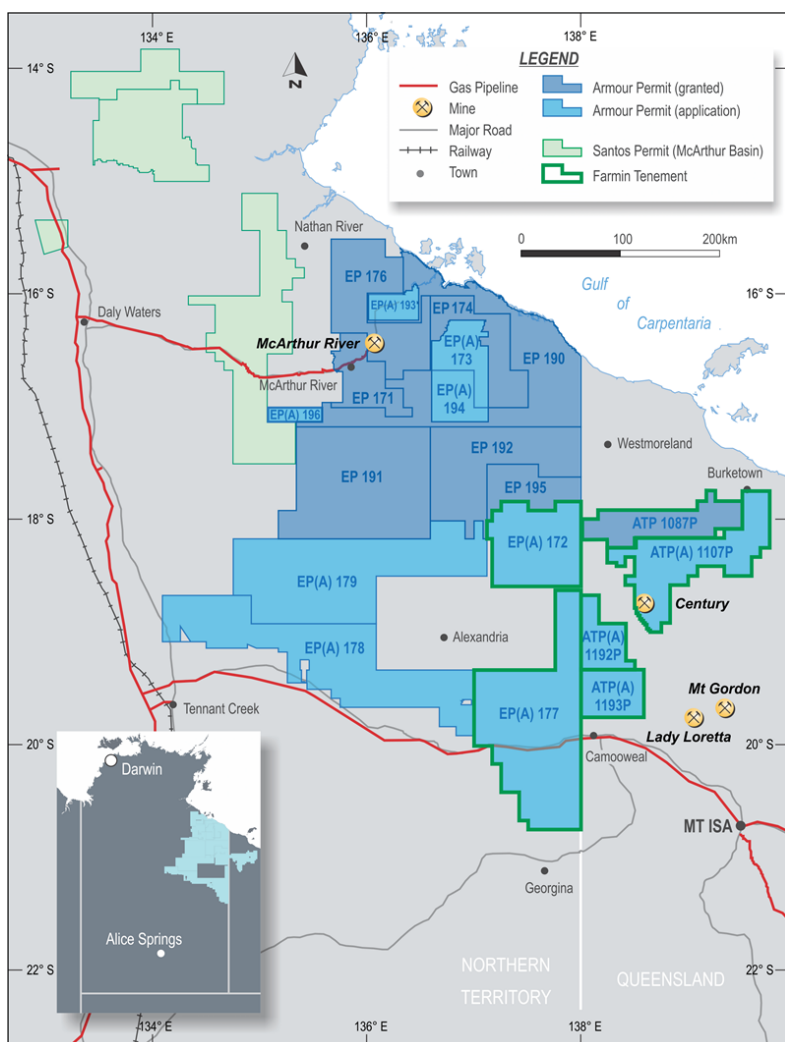 134° E
136° E
138° E
14° S
N
LEGEND
Gas Pipeline
Mine
Major Road
Railway
Town
Armour Permit (granted)
Armour Permit (application)
Santos Permit (McArthur Basin)
Farmin Tenement
0
100
200km
Nathan River
EP 176
16° S
16° S
EP(A) 193*
EP 174
Gulf
of
Carpentaria
Daly Waters
McArthur River
EP(A)
173
EP 190
McArthur River
EP(A)
194
EP 171
EP(A) 196
EP 191
EP 192
Westmoreland
EP 195
Burketown
18° S
18° S
ATP 1087P
EP(A) 172
ATP(A) 1107P
EP(A) 179
Century
Alexandria
ATP(A)
1192P
EP(A) 178
ATP(A)
1193P
Mt Gordon
Tennant Creek
EP(A) 177
Lady Loretta
20° S
20° S
Camooweal
Darwin
MT ISA
Georgina
Alice Springs
NORTHERN
TERRITORY
QUEENSLAND
22° S
22° S
134° E
136° E
138° E